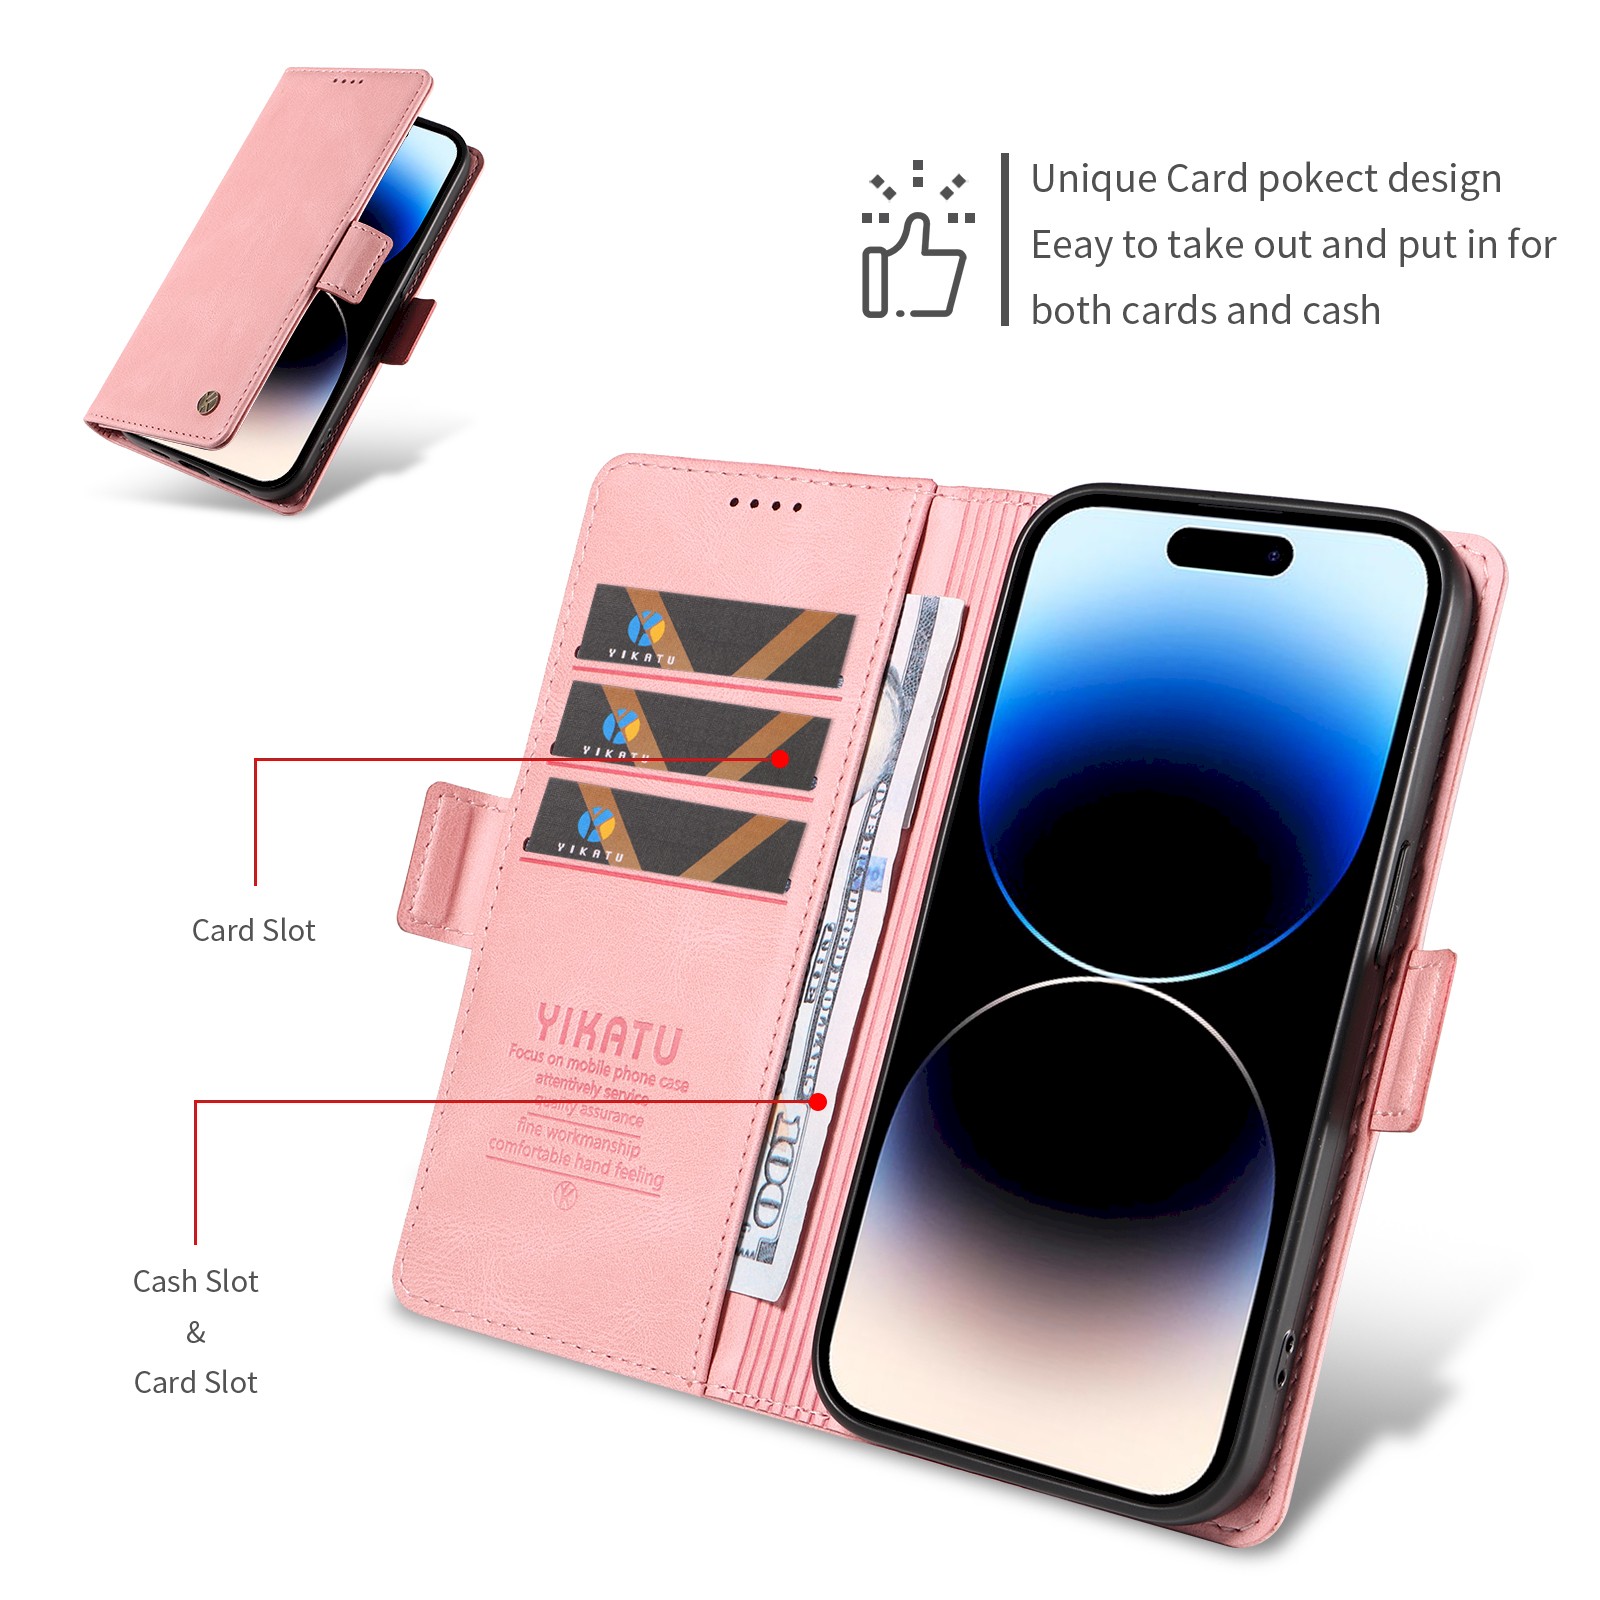 Unique Card pokect design
Eeay to take out and put in for
both cards and cash
YIKATU
YIKATU
YIKATU
Card Slot
YIKATU
Focus on mobile phone case
attentively service
quality assurance
fine workmanship
comfortable hand feeling
100
Cash Slot
&
Card Slot